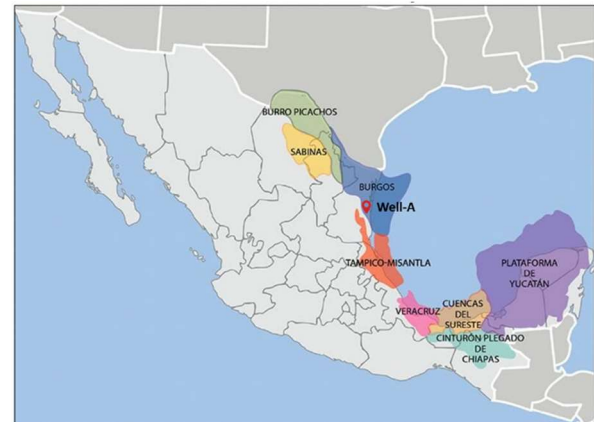 BURRO PICACHOS
SABINAS
BURGOS
Well-A
TAMPICO-MISANTLA
PLATAFORMA
DE
YUCATÁN
VERACRUZ
CUENCAS
DEL
SURESTE
CINTURÓN PLEGADO
DE
CHIAPAS